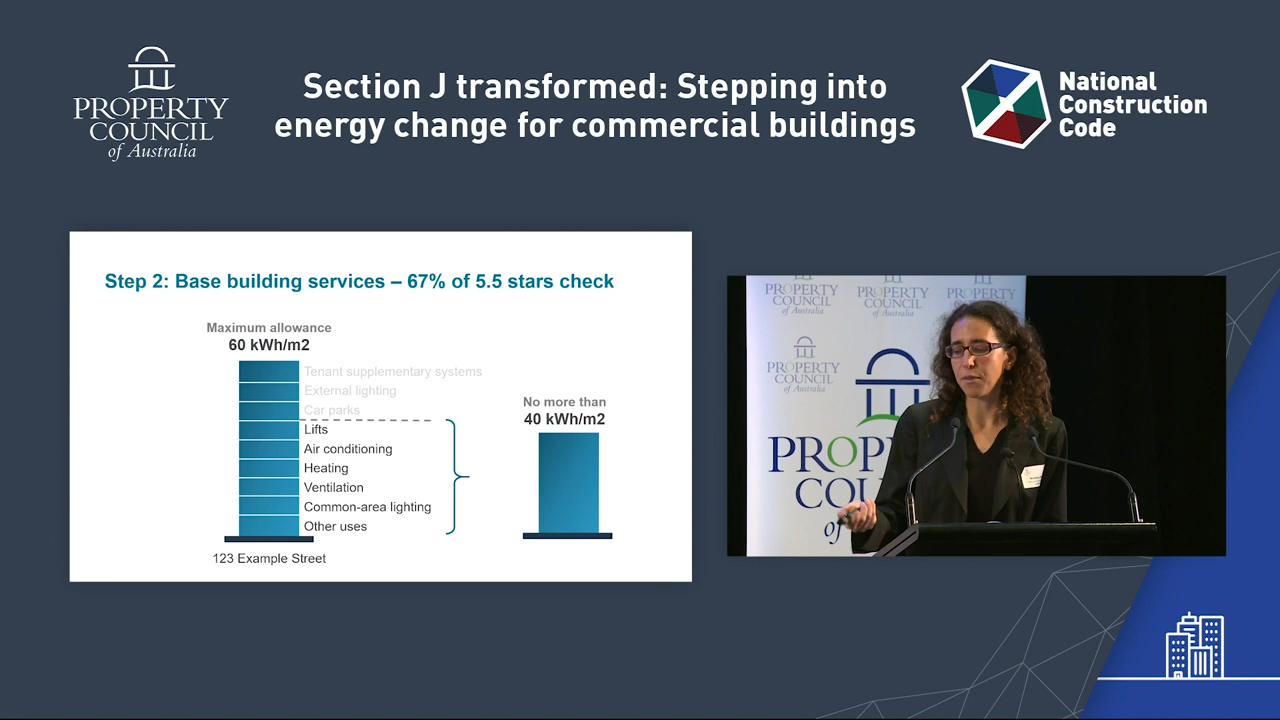 PROPERTY
COUNCIL
of Australia
Section J transformed: Stepping into
energy change for commercial buildings
National
Construction
Code
Step 2: Base building services – 67% of 5.5 stars check
Maximum allowance
60 kWh/m2
Tenant supplementary systems
External lighting
Car parks
Lifts
Air conditioning
Heating
Ventilation
Common-area lighting
Other uses
123 Example Street
No more than
40 kWh/m2
PROPERTY
COUNCIL
of Australia
PROPERTY
COUNCIL
PROPERTY
COUNCIL
PROPERTY
COUNCIL
of Australia
PROP
COU
of